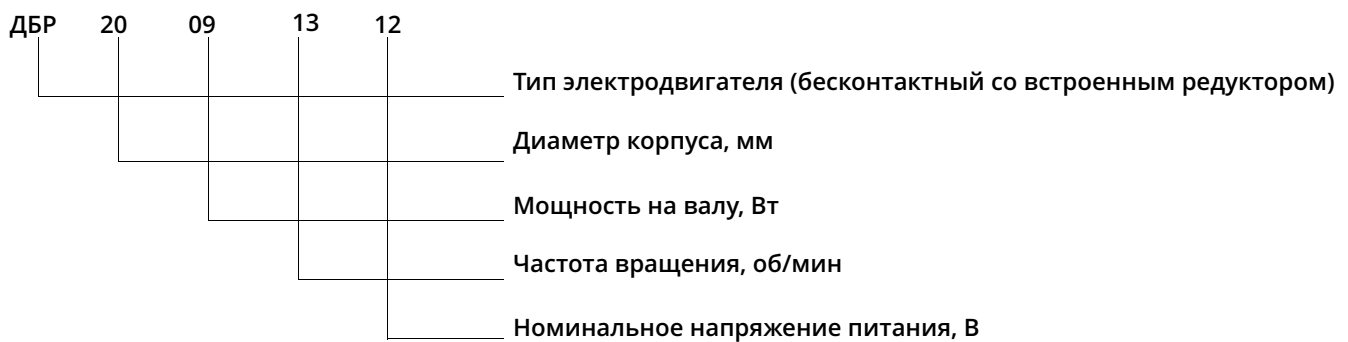 ДБР 20 09 13 12
Тип электродвигателя (бесконтактный со встроенным редуктором)
Диаметр корпуса, мм
Мощность на валу, Вт
Частота вращения, об/мин
Номинальное напряжение питания, В